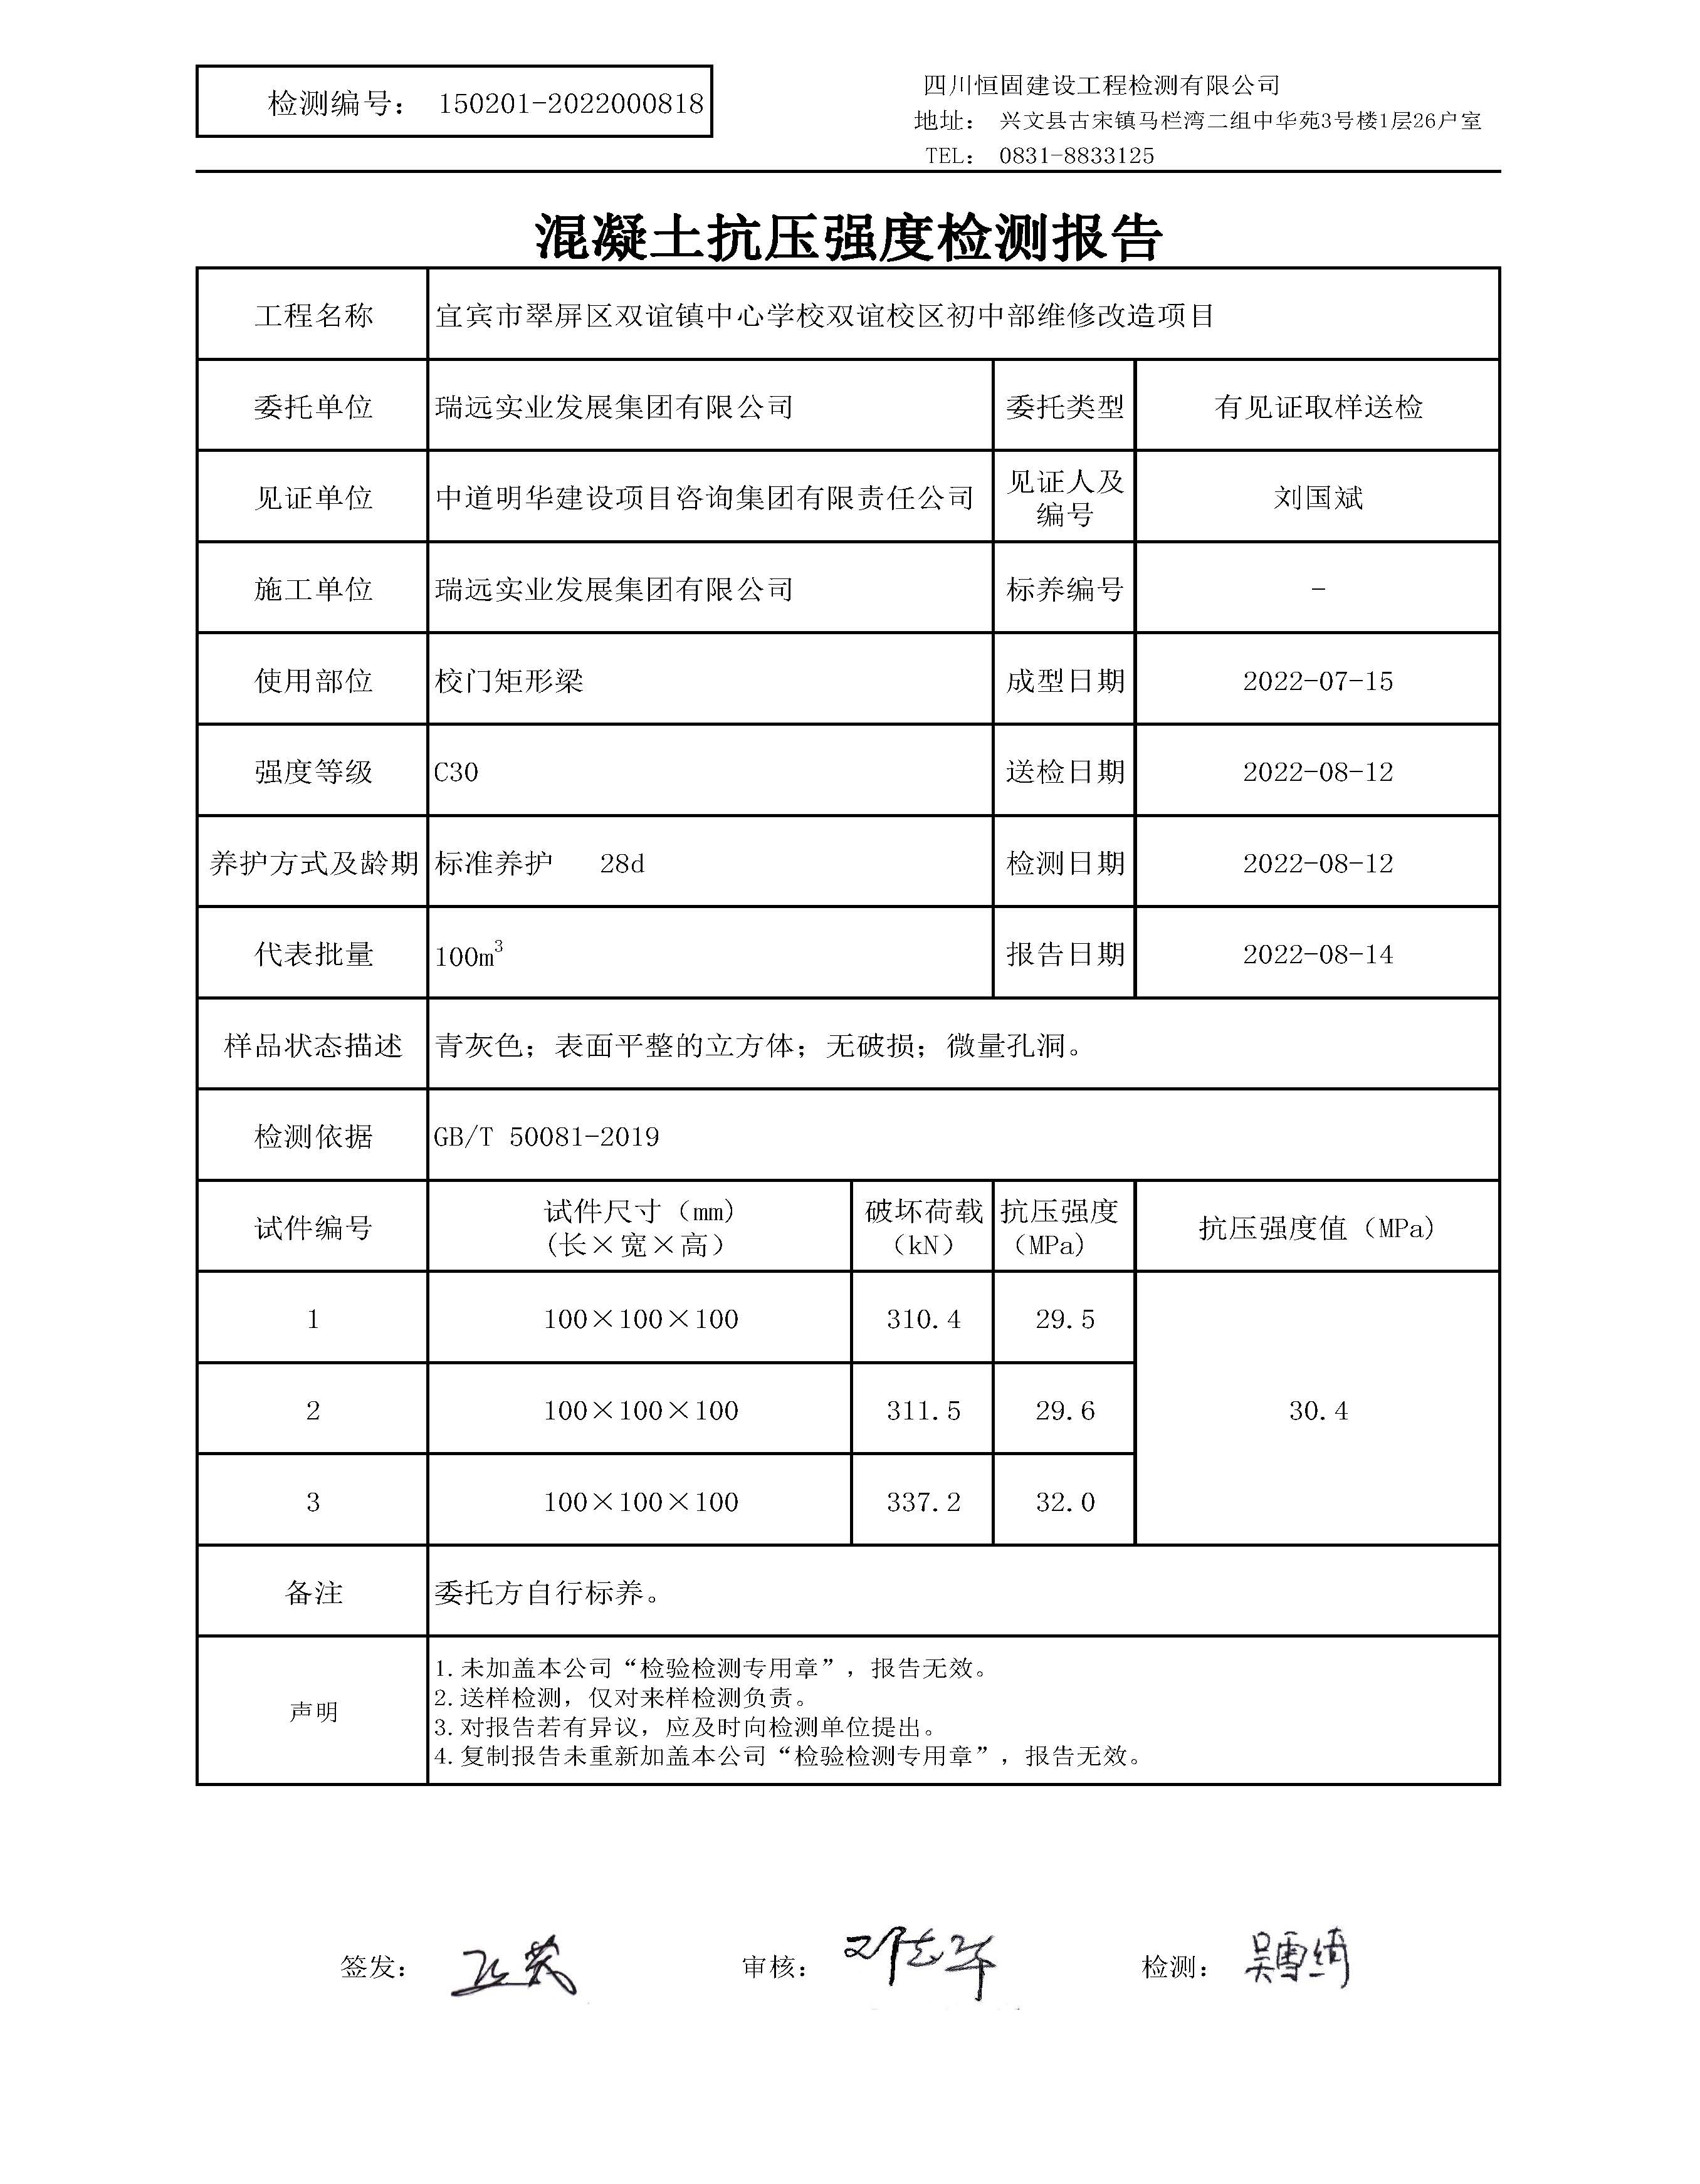 检测编号： 150201-2022000818
四川恒固建设工程检测有限公司
地址： 兴文县古宋镇马栏湾二组中华苑3号楼1层26户室
TEL： 0831-8833125
混凝土抗压强度检测报告
工程名称 宜宾市翠屏区双谊镇中心学校双谊校区初中部维修改造项目
委托单位 瑞远实业发展集团有限公司 委托类型 有见证取样送检
见证单位 中道明华建设项目咨询集团有限责任公司 见证人及编号 刘国斌
施工单位 瑞远实业发展集团有限公司 标养编号 -
使用部位 校门矩形梁 成型日期 2022-07-15
强度等级 C30 送检日期 2022-08-12
养护方式及龄期 标准养护 28d 检测日期 2022-08-12
代表批量 100m³ 报告日期 2022-08-14
样品状态描述 青灰色；表面平整的立方体；无破损；微量孔洞。
检测依据 GB/T 50081-2019
试件编号 试件尺寸（mm）（长×宽×高） 破坏荷载（kN） 抗压强度（MPa） 抗压强度值（MPa）
1 100×100×100 310.4 29.5
2 100×100×100 311.5 29.6 30.4
3 100×100×100 337.2 32.0
备注 委托方自行标养。
声明
1.未加盖本公司“检验检测专用章”，报告无效。
2.送样检测，仅对来样检测负责。
3.对报告若有异议，应及时向检测单位提出。
4.复制报告未重新加盖本公司“检验检测专用章”，报告无效。
签发： 审核： 邓志军 检测： 吴雪绮